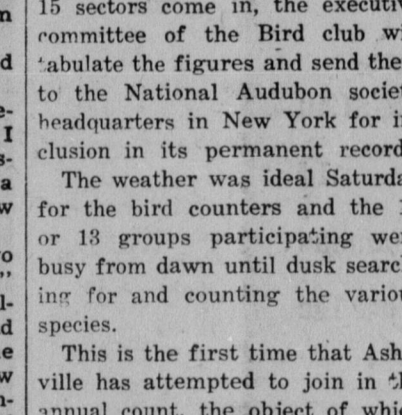 15 sectors come in, the executiv
committee of the Bird club wi
tabulate the figures and send the
to the National Audubon societ
headquarters in New York for i
clusion in its permanent record
The weather was ideal Saturda
for the bird counters and the
or 13 groups participating we
busy from dawn until dusk searc
ing for and counting the variou
species.
This is the first time that Ash
ville has attempted to join in t
annual count, the object of whic